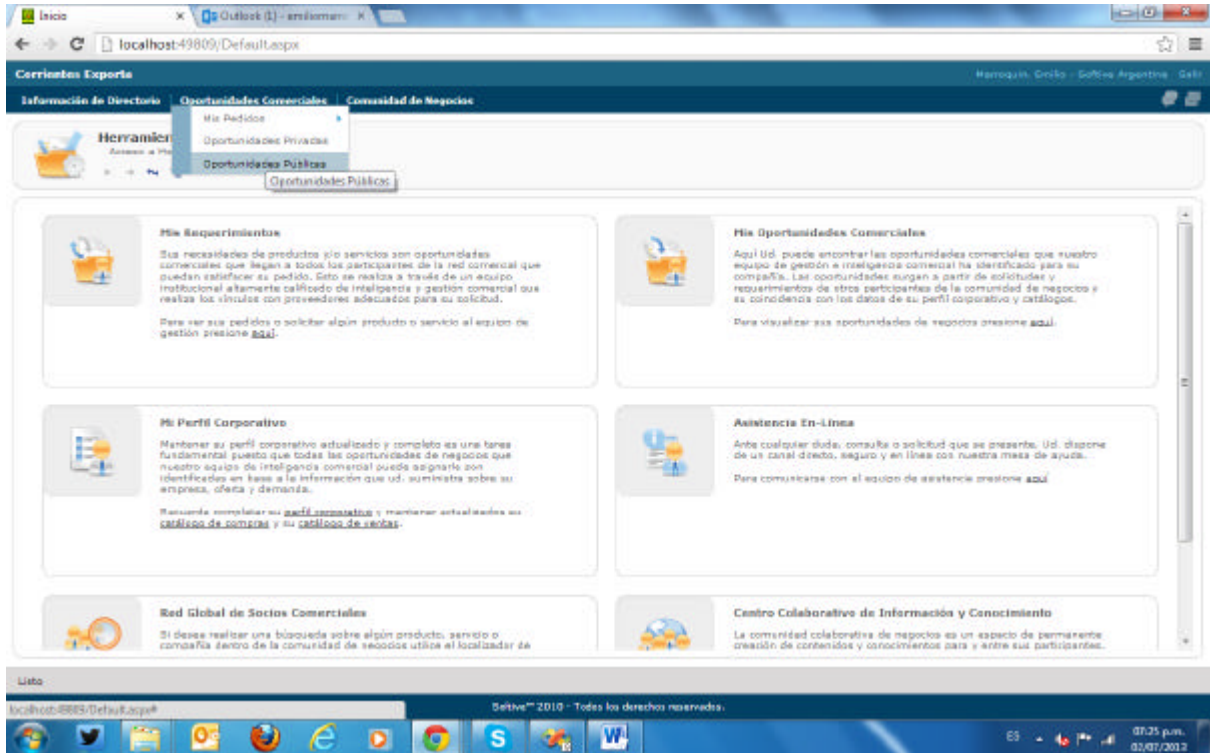 Inicio
Outlook (1) -
localhost:49809/Default.aspx
Corrientes Exporta
Marroquin, Emilio - Softive Argentina Salir
Información de Directorio Oportunidades Comerciales Comunidad de Negocios
Mis Pedidos
Oportunidades Privadas
Oportunidades Públicas
Oportunidades Públicas
Mis Requerimientos
Sus necesidades de productos y/o servicios son oportunidades
comerciales que llegan a todos los participantes de la red comercial que
puedan satisfacer su pedido. Esto se realiza a través de un equipo
institucional altamente calificado de inteligencia y gestión comercial que
realiza los vínculos con proveedores adecuados para su solicitud.
Para ver sus pedidos o solicitar algún producto o servicio al equipo de
gestión presione aquí.
Mis Oportunidades Comerciales
Aquí Ud. puede encontrar las oportunidades comerciales que nuestro
equipo de gestión e inteligencia comercial ha identificado para su
compañía. Las oportunidades surgen a partir de solicitudes y
requerimientos de otros participantes de la comunidad de negocios y
su coincidencia con los datos de su perfil corporativo y catálogos.
Para visualizar sus oportunidades de negocios presione aquí.
Mi Perfil Corporativo
Mantener su perfil corporativo actualizado y completo es una tarea
fundamental puesto que todas las oportunidades de negocios que
nuestro equipo de inteligencia comercial puede asignarle son
identificadas en base a la información que ud. suministra sobre su
empresa, oferta y demanda.
Recuerde completar su perfil corporativo y mantener actualizados su
catálogo de compras y su catálogo de ventas.
Asistencia En-Línea
Ante cualquier duda, consulta o solicitud que se presente, Ud. dispone
de un canal directo, seguro y en línea con nuestra mesa de ayuda.
Para comunicarse con el equipo de asistencia presione aquí
Red Global de Socios Comerciales
Si desea realizar una búsqueda sobre algún producto, servicio o
compañía dentro de la comunidad de negocios utilice el localizador de
Centro Colaborativo de Información y Conocimiento
La comunidad colaborativa de negocios es un espacio de permanente
creación de contenidos y conocimientos para y entre sus participantes.
Listo
localhost:49809/Default.aspx#
Softive™ 2010 - Todos los derechos reservados.
ES
07:25 p.m.
02/07/2013